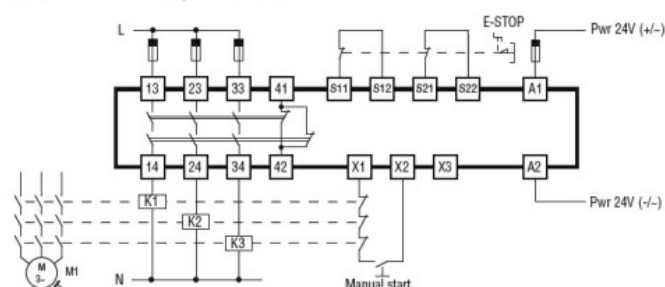 E-STOP
L
Pwr 24V (+/~)
13 23 33 41 S11 S12 S21 S22 A1
14 24 34 42 X1 X2 X3 A2
K1
K2
K3
Pwr 24V (-/~)
M
3~
M1
N
Manual start